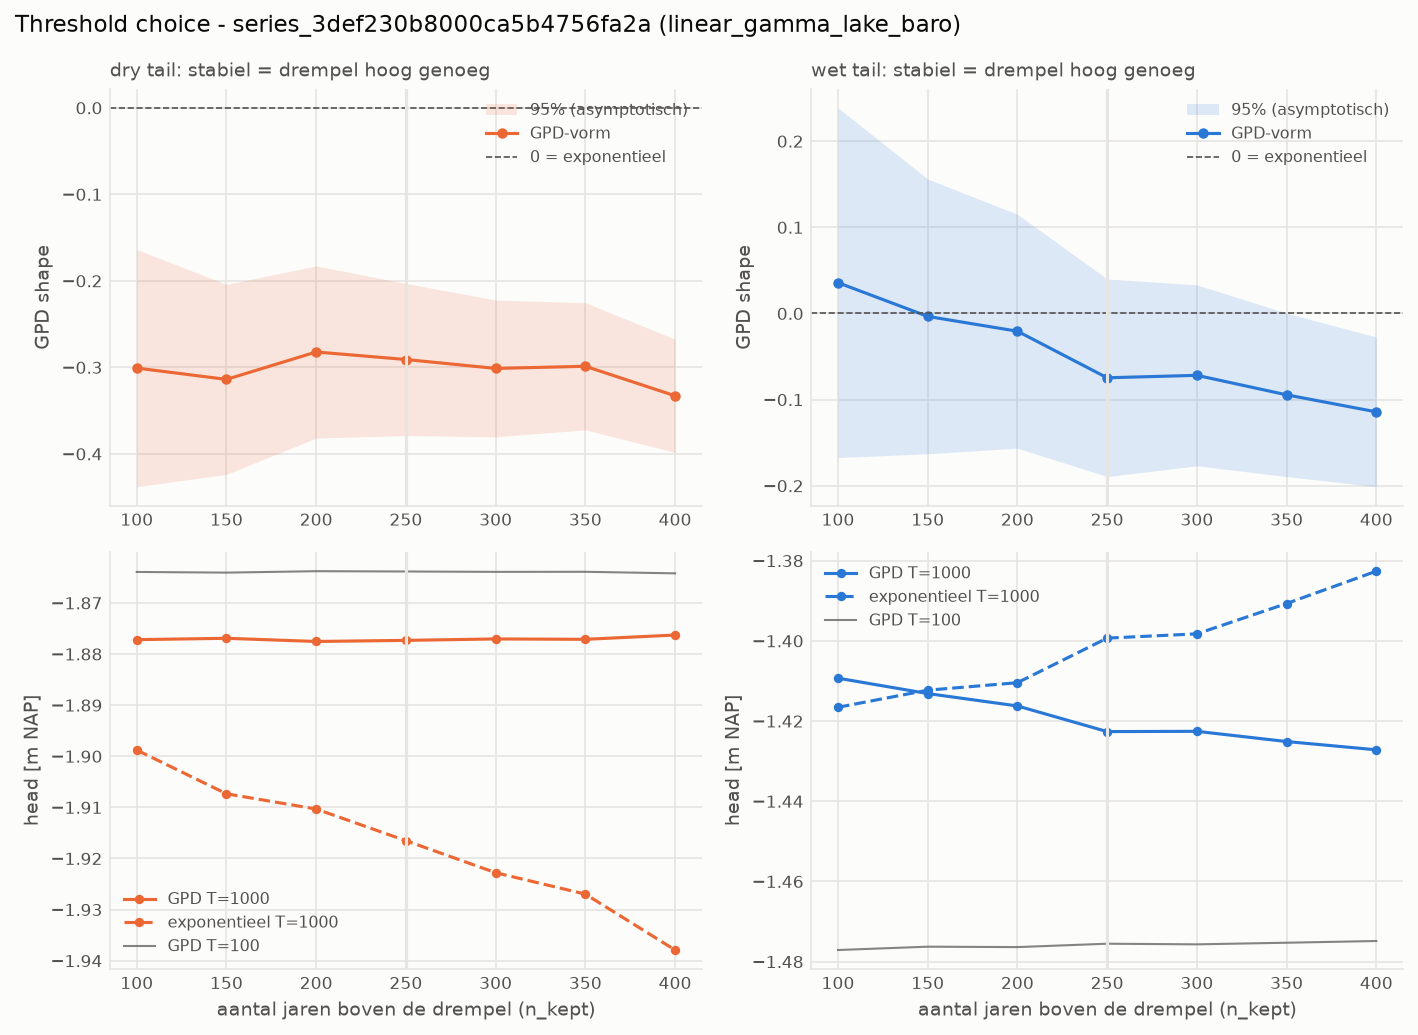 Threshold choice - series_3def230b8000ca5b4756fa2a (linear_gamma_lake_baro)
dry tail: stabiel = drempel hoog genoeg
GPD shape
0.0
−0.1
−0.2
−0.3
−0.4
95% (asymptotisch)
GPD-vorm
0 = exponentieel
100 150 200 250 300 350 400
wet tail: stabiel = drempel hoog genoeg
GPD shape
0.2
0.1
0.0
−0.1
−0.2
95% (asymptotisch)
GPD-vorm
0 = exponentieel
100 150 200 250 300 350 400
head [m NAP]
−1.87
−1.88
−1.89
−1.90
−1.91
−1.92
−1.93
−1.94
GPD T=1000
exponentieel T=1000
GPD T=100
100 150 200 250 300 350 400
aantal jaren boven de drempel (n_kept)
head [m NAP]
−1.38
−1.40
−1.42
−1.44
−1.46
−1.48
GPD T=1000
exponentieel T=1000
GPD T=100
100 150 200 250 300 350 400
aantal jaren boven de drempel (n_kept)